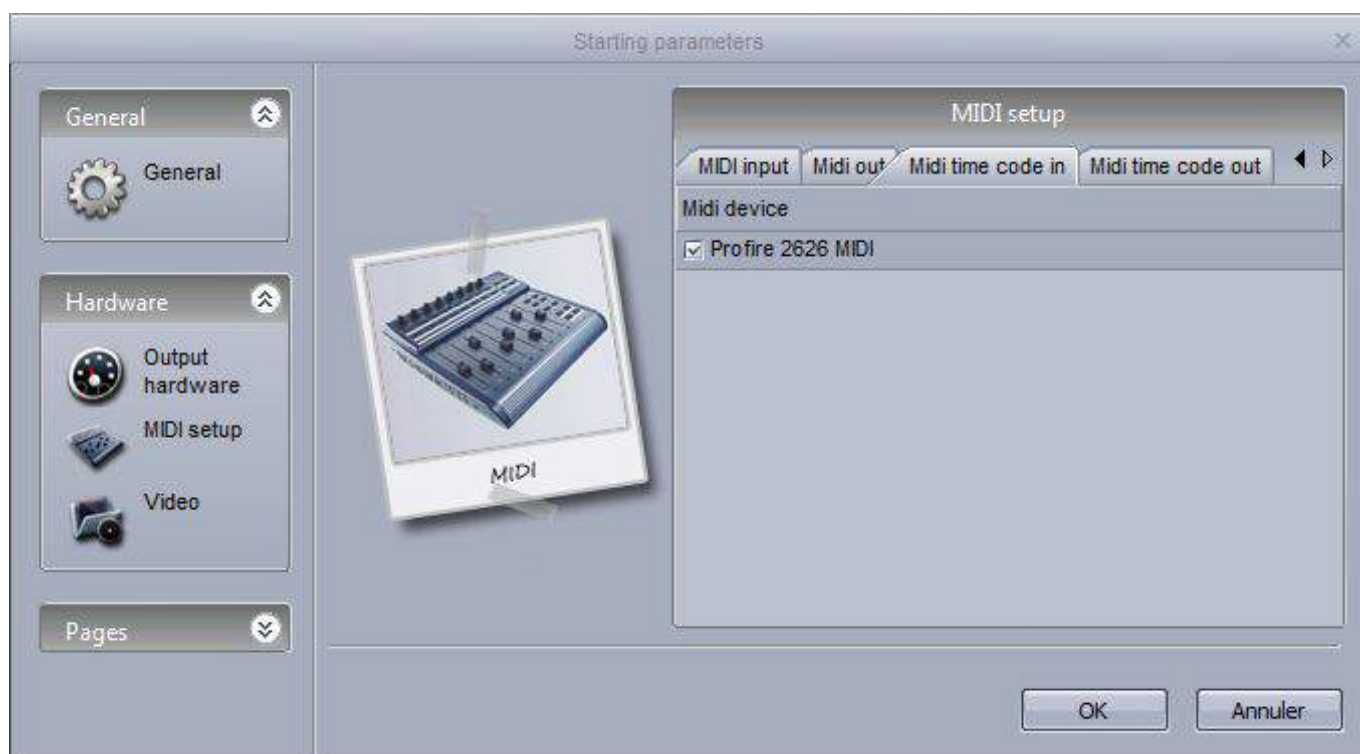 Starting parameters
General
General
Hardware
Output
hardware
MIDI setup
Video
Pages
MIDI
MIDI setup
MIDI input
Midi out
Midi time code in
Midi time code out
Midi device
Profire 2626 MIDI
OK
Annuler